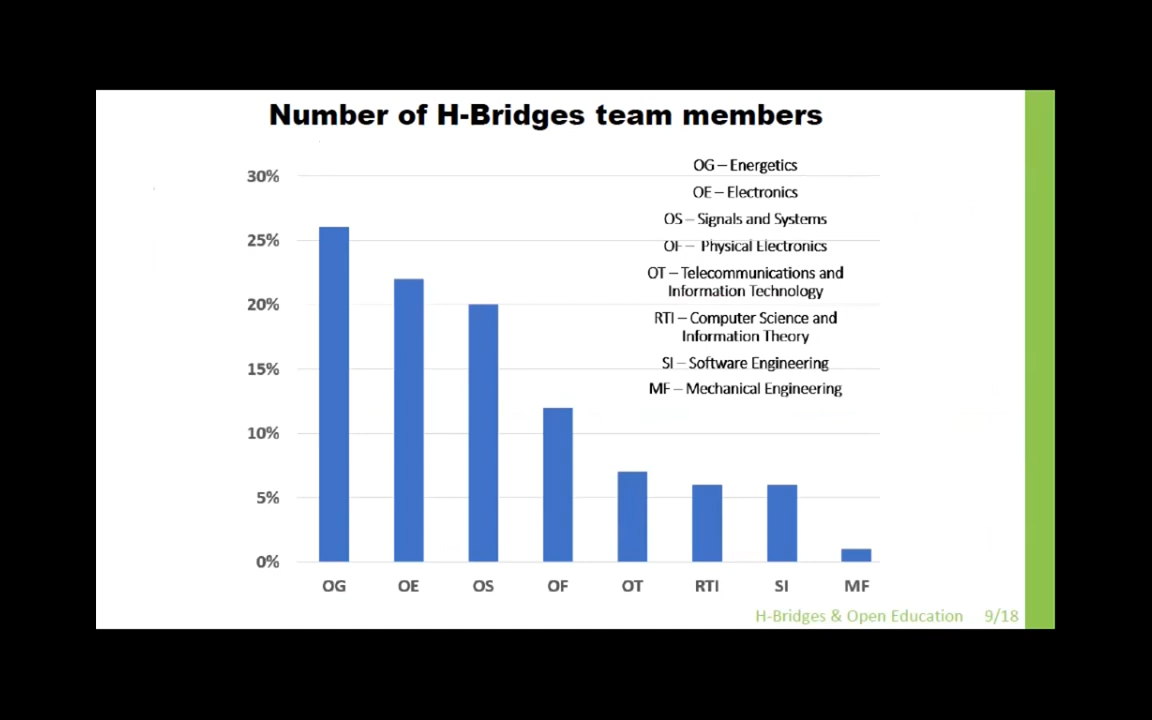 Number of H-Bridges team members
OG – Energetics
OE – Electronics
OS – Signals and Systems
OF – Physical Electronics
OT – Telecommunications and
Information Technology
RTI – Computer Science and
Information Theory
SI – Software Engineering
MF – Mechanical Engineering
30%
25%
20%
15%
10%
5%
0%
OG OE OS OF OT RTI SI MF
H-Bridges & Open Education 9/18